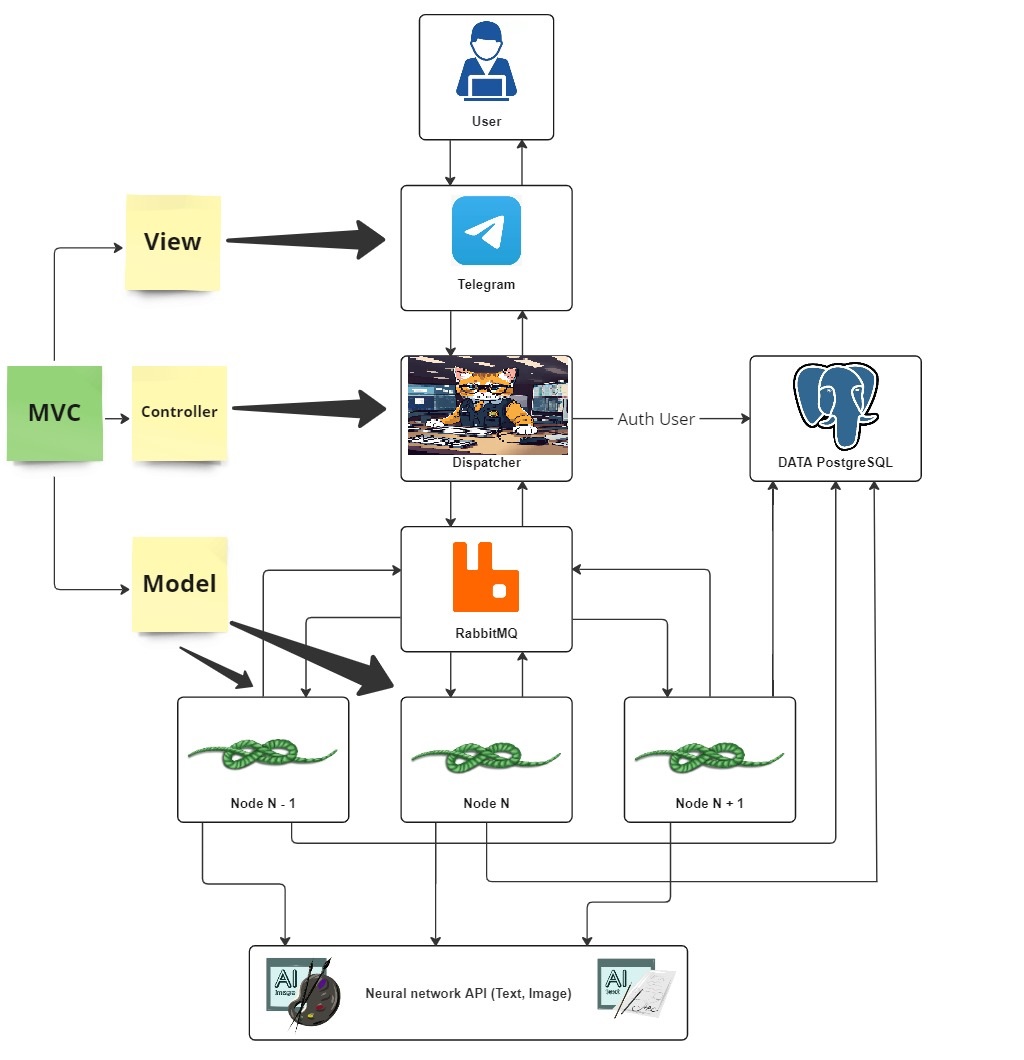 User
View
Telegram
MVC
Controller
Auth User
Dispatcher
DATA PostgreSQL
Model
RabbitMQ
Node N - 1
Node N
Node N + 1
AI
image
Neural network API (Text, Image)
AI
text